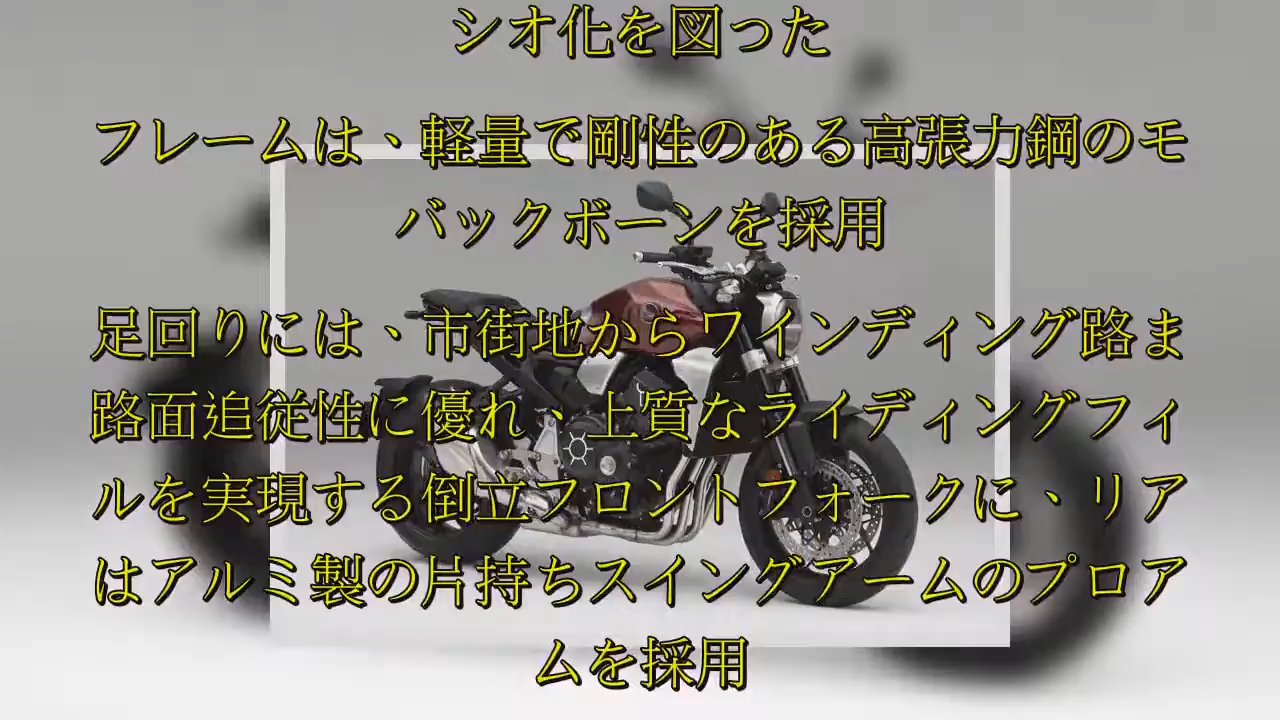 シオ化を図った
フレームは、軽量で剛性のある高張力鋼のモ
バックボーンを採用
足回りには、市街地からワインディング路ま
路面追従性に優れ、上質なライディングフィ
ルを実現する倒立フロントフォークに、リア
はアルミ製の片持ちスイングアームのプロア
ムを採用